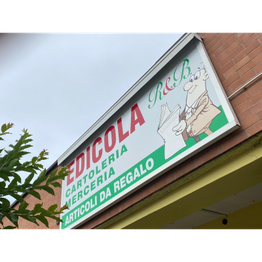 EDICOLA
CARTOLERIA
MERCERIA
ARTICOLI DA REGALO
R&B